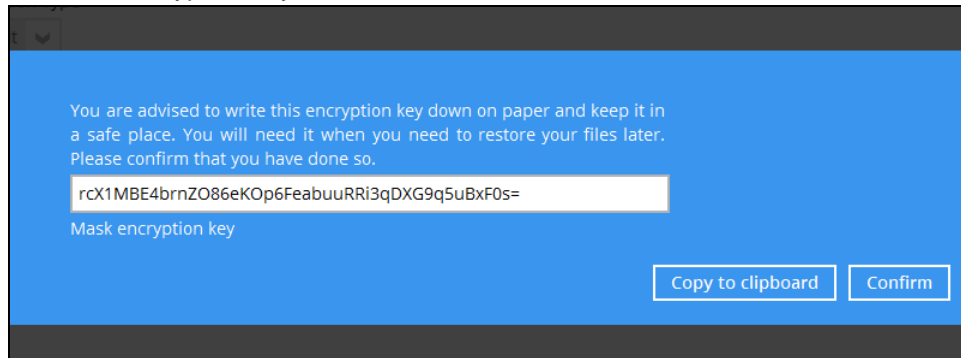 t
You are advised to write this encryption key down on paper and keep it in
a safe place. You will need it when you need to restore your files later.
Please confirm that you have done so.
rcX1MBE4brnZO86eKOp6FeabuuRRi3qDXG9q5uBxF0s=
Mask encryption key
Copy to clipboard Confirm